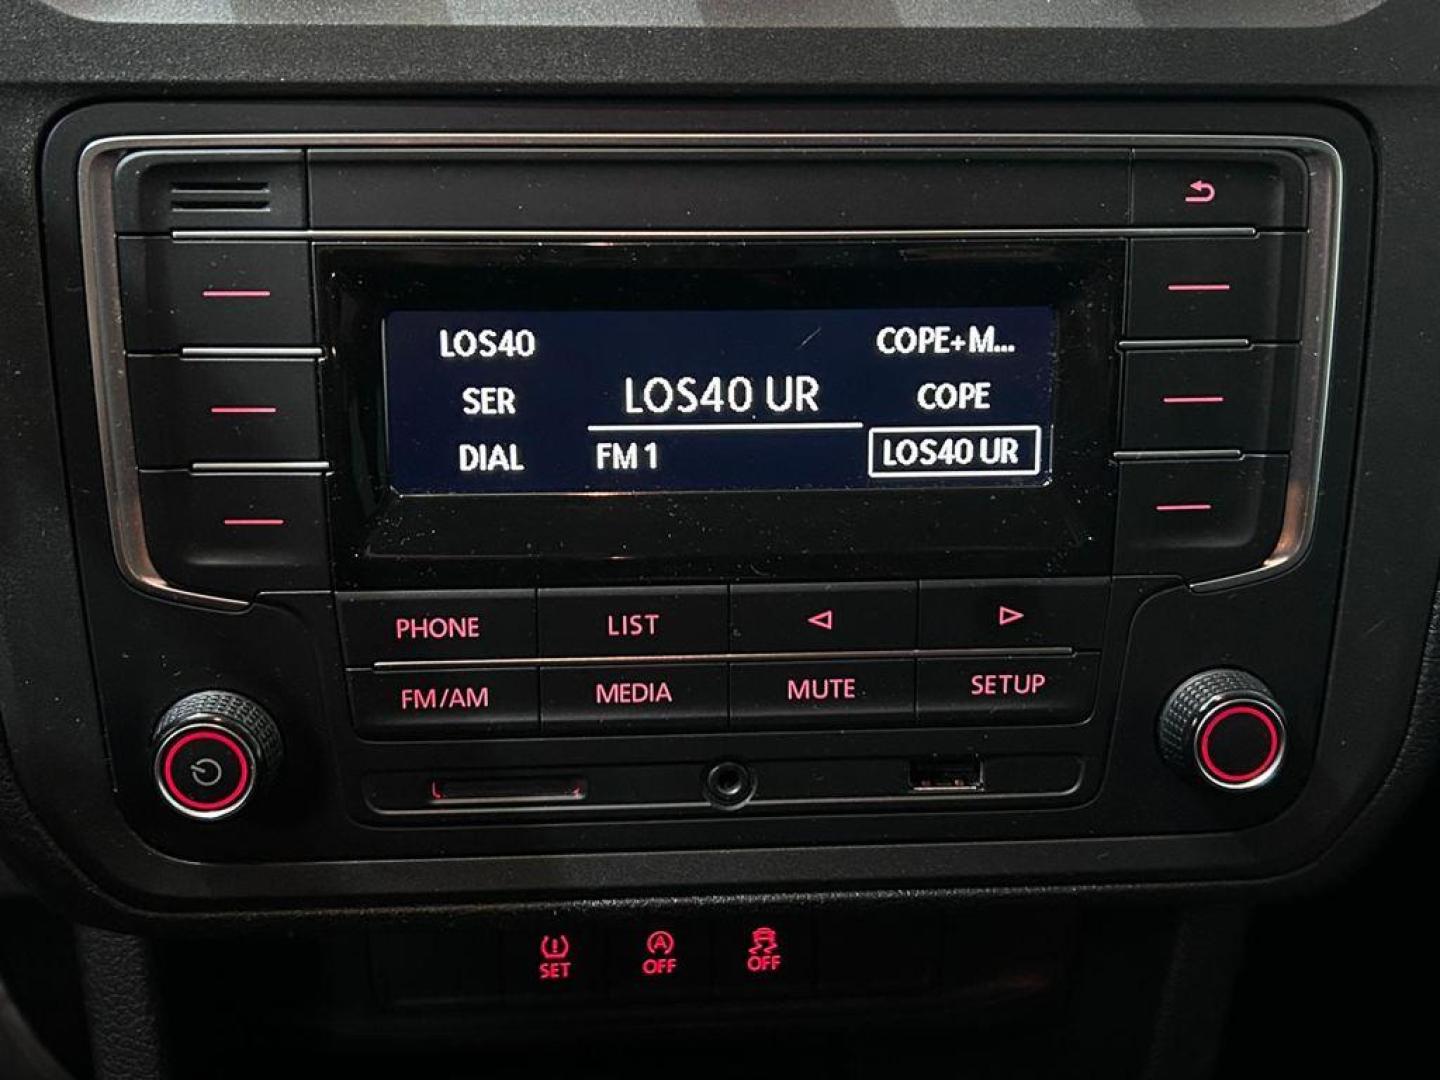 LOS40
COPE+M...
SER
LOS40 UR
COPE
DIAL
FM 1
LOS40 UR
PHONE
LIST
FM/AM
MEDIA
MUTE
SETUP
SET
A
OFF
OFF